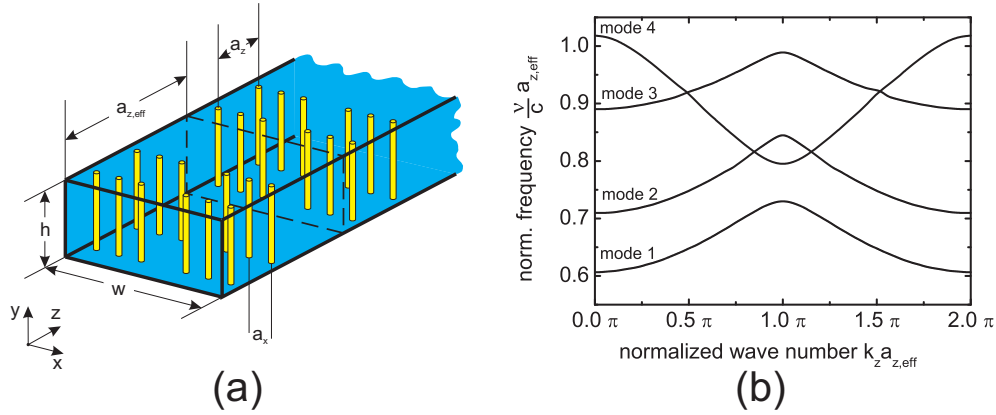 a_z
a_z,eff
h
w
a_x
y
z
x
(a)
norm. frequency ν/c a_z,eff
1.0
0.9
0.8
0.7
0.6
mode 4
mode 3
mode 2
mode 1
0.0 π
0.5 π
1.0 π
1.5 π
2.0 π
normalized wave number k_z a_z,eff
(b)